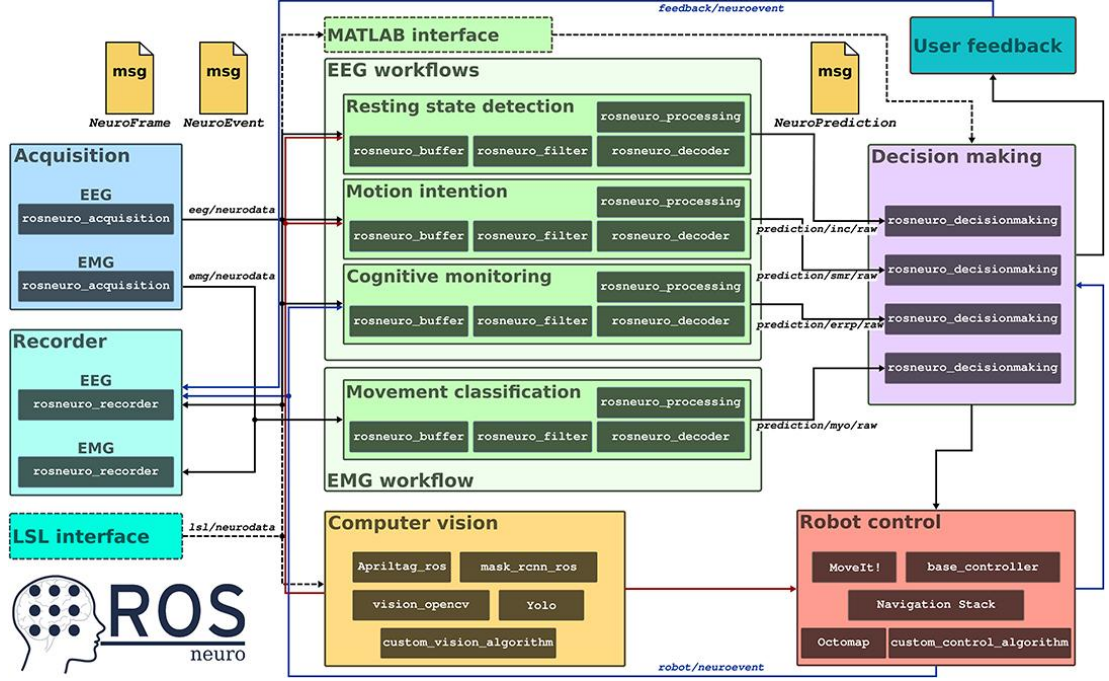 feedback/neuroevent
MATLAB interface
User feedback
msg
msg
msg
NeuroFrame
NeuroEvent
NeuroPrediction
EEG workflows
Resting state detection
rosneuro_processing
rosneuro_buffer
rosneuro_filter
rosneuro_decoder
Motion intention
rosneuro_processing
rosneuro_buffer
rosneuro_filter
rosneuro_decoder
Cognitive monitoring
rosneuro_processing
rosneuro_buffer
rosneuro_filter
rosneuro_decoder
Acquisition
EEG
rosneuro_acquisition
EMG
rosneuro_acquisition
eeg/neurodata
emg/neurodata
prediction/inc/raw
prediction/smr/raw
prediction/errp/raw
prediction/myo/raw
Decision making
rosneuro_decisionmaking
rosneuro_decisionmaking
rosneuro_decisionmaking
rosneuro_decisionmaking
Recorder
EEG
rosneuro_recorder
EMG
rosneuro_recorder
Movement classification
rosneuro_processing
rosneuro_buffer
rosneuro_filter
rosneuro_decoder
EMG workflow
LSL interface
lsl/neurodata
Computer vision
Apriltag_ros
mask_rcnn_ros
vision_opencv
Yolo
custom_vision_algorithm
Robot control
MoveIt!
base_controller
Navigation Stack
Octomap
custom_control_algorithm
robot/neuroevent
ROS
neuro